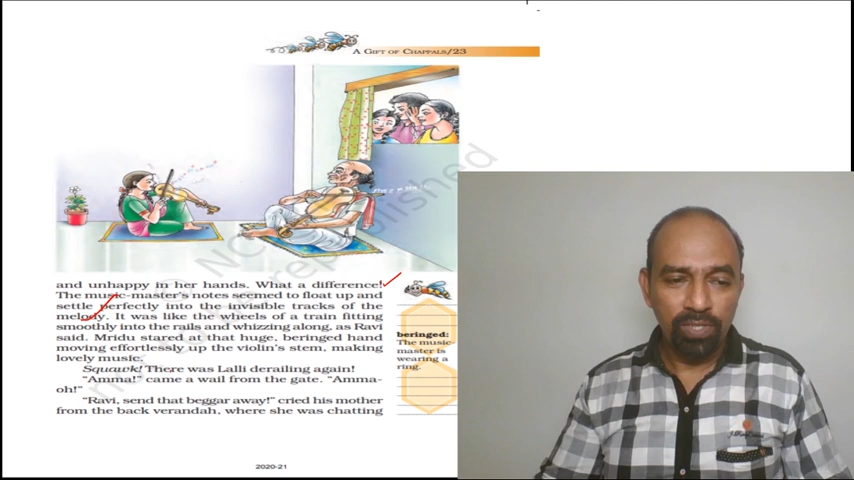 A GIFT OF CHAPPALS/23
and unhappy in her hands. What a difference!
The music-master's notes seemed to float up and
settle perfectly into the invisible tracks of the
melody. It was like the wheels of a train fitting
smoothly into the rails and whizzing along, as Ravi
said. Mridu stared at that huge, beringed hand
moving effortlessly up the violin's stem, making
lovely music.
Squawk! There was Lalli derailing again!
"Amma!" came a wail from the gate. "Amma-
oh!"
"Ravi, send that beggar away!" cried his mother
from the back verandah, where she was chatting
beringed:
The music-
master is
wearing a
ring.
2020-21